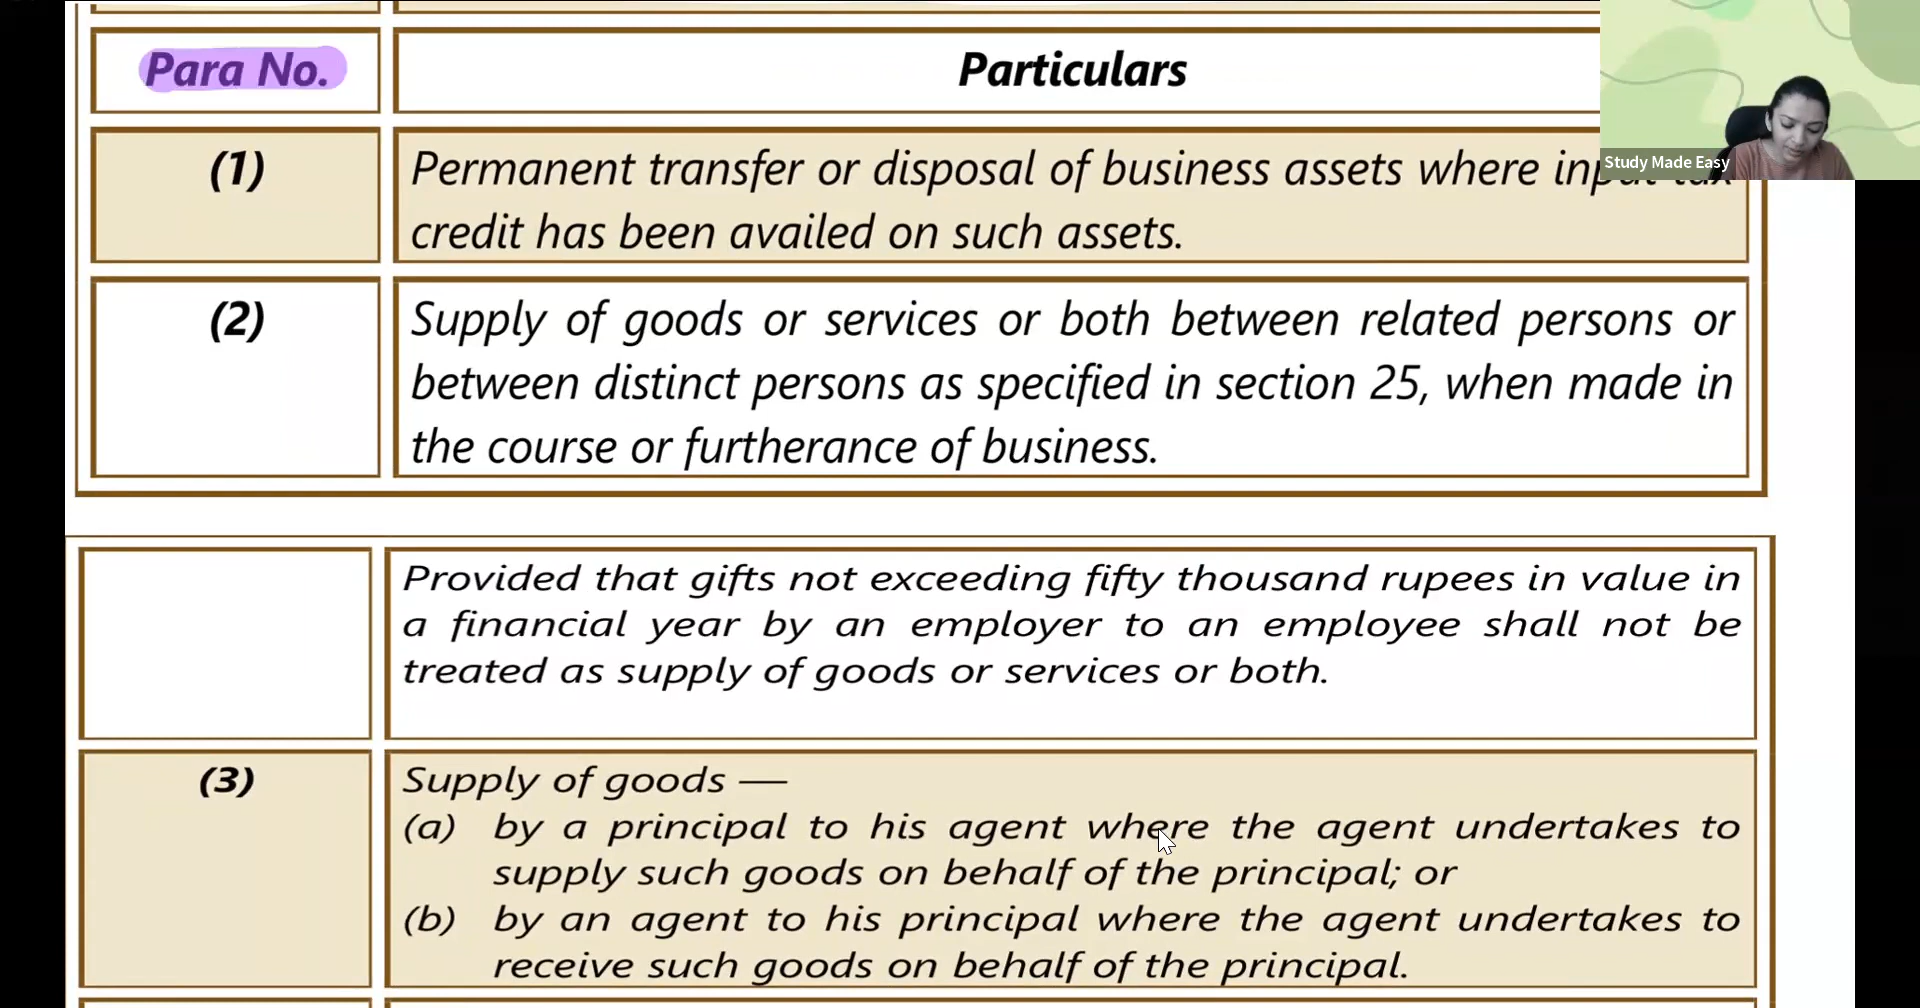 Para No.
Particulars
(1)
Permanent transfer or disposal of business assets where input tax
credit has been availed on such assets.
(2)
Supply of goods or services or both between related persons or
between distinct persons as specified in section 25, when made in
the course or furtherance of business.
Provided that gifts not exceeding fifty thousand rupees in value in
a financial year by an employer to an employee shall not be
treated as supply of goods or services or both.
(3)
Supply of goods —
(a) by a principal to his agent where the agent undertakes to
supply such goods on behalf of the principal; or
(b) by an agent to his principal where the agent undertakes to
receive such goods on behalf of the principal.
Study Made Easy